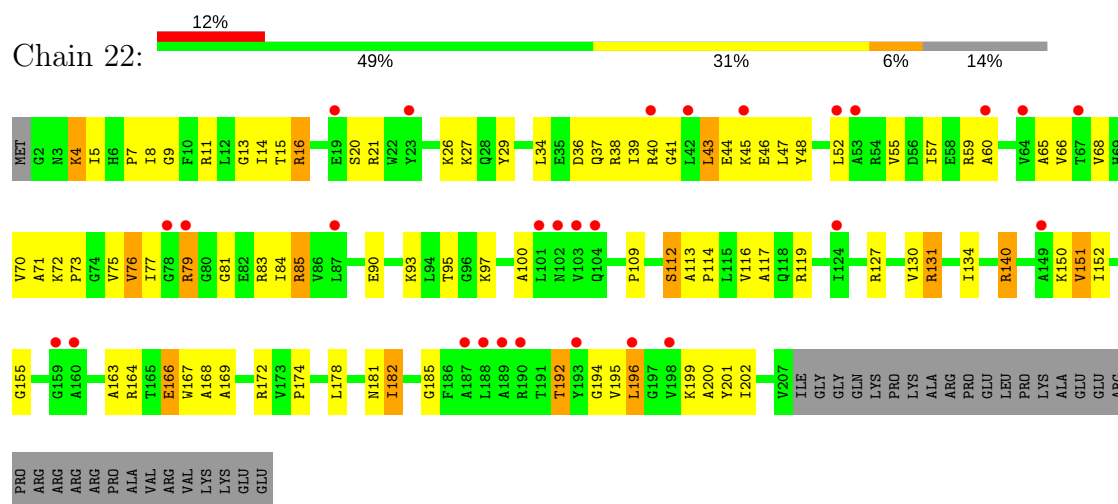 12%
Chain 22:
49% 31% 6% 14%
MET G2 N3 K4 I5 H6 P7 I8 G9 F10 R11 L12 G13 I14 T15 R16 E19 S20 R21 W22 Y23 K26 K27 Q28 Y29 L34 E35 D36 Q37 R38 I39 R40 G41 L42 L43 E44 K45 E46 L47 Y48 L52 A53 R54 V55 D56 I57 E58 R59 A60 V64 A65 V66 T67 V68 H69
V70 A71 K72 P73 G74 V75 V76 I77 G78 R79 G80 G81 E82 R83 I84 R85 V86 L87 E90 K93 L94 T95 G96 K97 A100 L101 N102 V103 Q104 P109 S112 A113 P114 L115 V116 A117 Q118 R119 I124 R127 V130 R131 I134 R140 A149 K150 V151 I152
G155 G159 A160 A163 R164 T165 E166 W167 A168 A169 R172 V173 P174 L178 N181 I182 G185 F186 A187 L188 A189 R190 T191 T192 Y193 G194 V195 L196 G197 V198 K199 A200 Y201 I202 V207 ILE GLY GLY GLN LYS PRO LYS ALA ARG PRO GLU LEU PRO LYS ALA GLU GLU ARG
PRO ARG ARG ARG ARG PRO ALA VAL ARG VAL LYS LYS GLU GLU